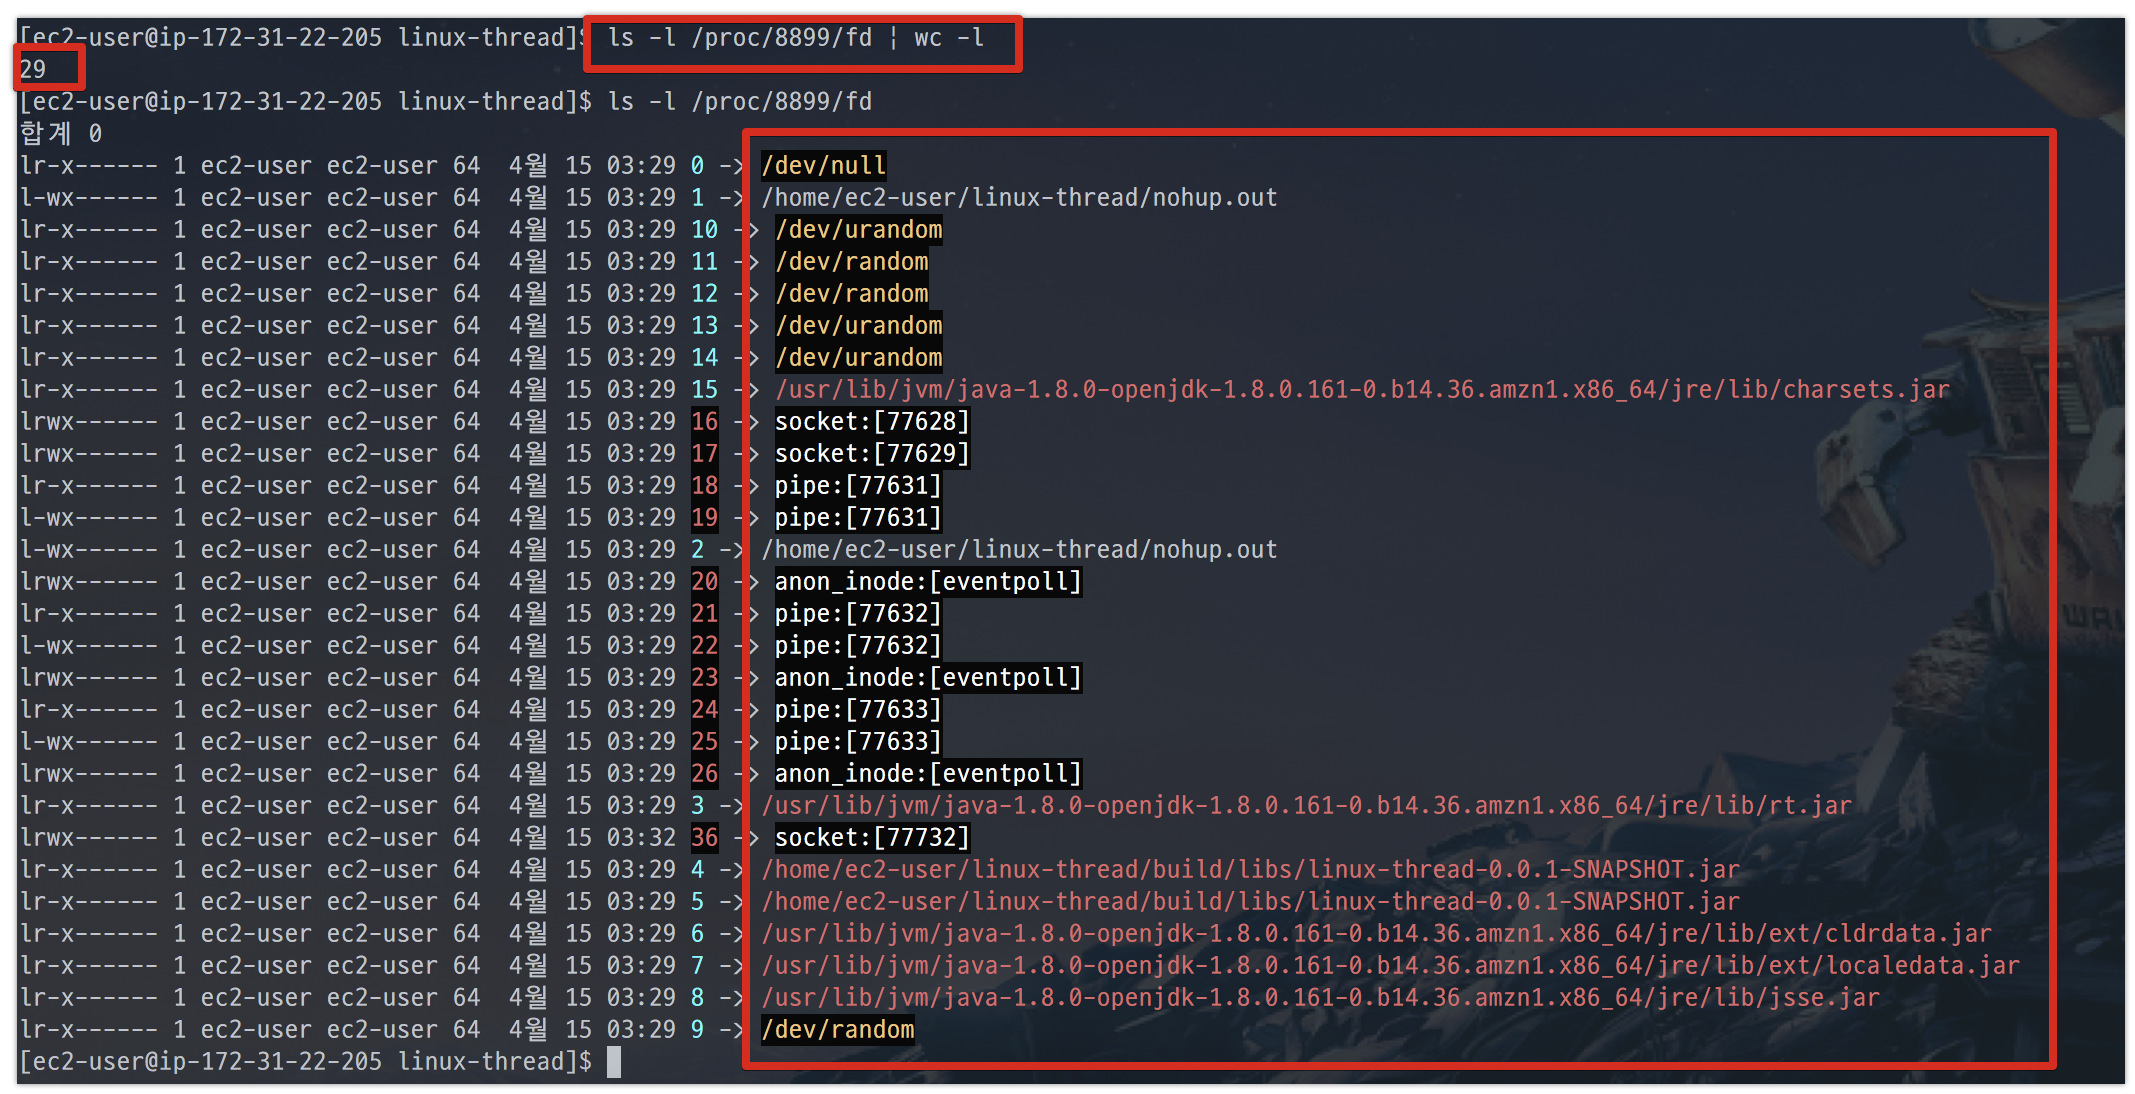 [ec2-user@ip-172-31-22-205 linux-thread]$ ls -l /proc/8899/fd | wc -l
29
[ec2-user@ip-172-31-22-205 linux-thread]$ ls -l /proc/8899/fd
합계 0
lr-x------ 1 ec2-user ec2-user 64  4월 15 03:29 0 -> /dev/null
l-wx------ 1 ec2-user ec2-user 64  4월 15 03:29 1 -> /home/ec2-user/linux-thread/nohup.out
lr-x------ 1 ec2-user ec2-user 64  4월 15 03:29 10 -> /dev/urandom
lr-x------ 1 ec2-user ec2-user 64  4월 15 03:29 11 -> /dev/random
lr-x------ 1 ec2-user ec2-user 64  4월 15 03:29 12 -> /dev/random
lr-x------ 1 ec2-user ec2-user 64  4월 15 03:29 13 -> /dev/urandom
lr-x------ 1 ec2-user ec2-user 64  4월 15 03:29 14 -> /dev/urandom
lr-x------ 1 ec2-user ec2-user 64  4월 15 03:29 15 -> /usr/lib/jvm/java-1.8.0-openjdk-1.8.0.161-0.b14.36.amzn1.x86_64/jre/lib/charsets.jar
lrwx------ 1 ec2-user ec2-user 64  4월 15 03:29 16 -> socket:[77628]
lrwx------ 1 ec2-user ec2-user 64  4월 15 03:29 17 -> socket:[77629]
lr-x------ 1 ec2-user ec2-user 64  4월 15 03:29 18 -> pipe:[77631]
l-wx------ 1 ec2-user ec2-user 64  4월 15 03:29 19 -> pipe:[77631]
l-wx------ 1 ec2-user ec2-user 64  4월 15 03:29 2 -> /home/ec2-user/linux-thread/nohup.out
lrwx------ 1 ec2-user ec2-user 64  4월 15 03:29 20 -> anon_inode:[eventpoll]
lr-x------ 1 ec2-user ec2-user 64  4월 15 03:29 21 -> pipe:[77632]
l-wx------ 1 ec2-user ec2-user 64  4월 15 03:29 22 -> pipe:[77632]
lrwx------ 1 ec2-user ec2-user 64  4월 15 03:29 23 -> anon_inode:[eventpoll]
lr-x------ 1 ec2-user ec2-user 64  4월 15 03:29 24 -> pipe:[77633]
l-wx------ 1 ec2-user ec2-user 64  4월 15 03:29 25 -> pipe:[77633]
lrwx------ 1 ec2-user ec2-user 64  4월 15 03:29 26 -> anon_inode:[eventpoll]
lr-x------ 1 ec2-user ec2-user 64  4월 15 03:29 3 -> /usr/lib/jvm/java-1.8.0-openjdk-1.8.0.161-0.b14.36.amzn1.x86_64/jre/lib/rt.jar
lrwx------ 1 ec2-user ec2-user 64  4월 15 03:32 36 -> socket:[77732]
lr-x------ 1 ec2-user ec2-user 64  4월 15 03:29 4 -> /home/ec2-user/linux-thread/build/libs/linux-thread-0.0.1-SNAPSHOT.jar
lr-x------ 1 ec2-user ec2-user 64  4월 15 03:29 5 -> /home/ec2-user/linux-thread/build/libs/linux-thread-0.0.1-SNAPSHOT.jar
lr-x------ 1 ec2-user ec2-user 64  4월 15 03:29 6 -> /usr/lib/jvm/java-1.8.0-openjdk-1.8.0.161-0.b14.36.amzn1.x86_64/jre/lib/ext/cldrdata.jar
lr-x------ 1 ec2-user ec2-user 64  4월 15 03:29 7 -> /usr/lib/jvm/java-1.8.0-openjdk-1.8.0.161-0.b14.36.amzn1.x86_64/jre/lib/ext/localedata.jar
lr-x------ 1 ec2-user ec2-user 64  4월 15 03:29 8 -> /usr/lib/jvm/java-1.8.0-openjdk-1.8.0.161-0.b14.36.amzn1.x86_64/jre/lib/jsse.jar
lr-x------ 1 ec2-user ec2-user 64  4월 15 03:29 9 -> /dev/random
[ec2-user@ip-172-31-22-205 linux-thread]$